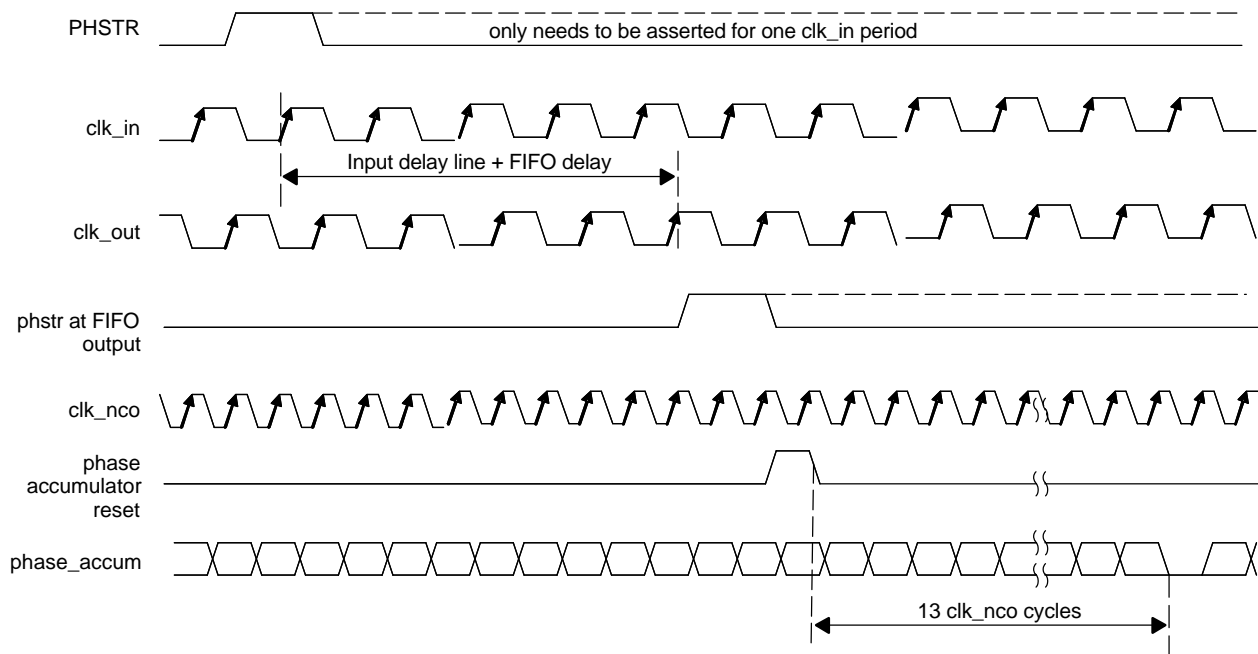 PHSTR
only needs to be asserted for one clk_in period
clk_in
Input delay line + FIFO delay
clk_out
phstr at FIFO
output
clk_nco
phase
accumulator
reset
phase_accum
13 clk_nco cycles